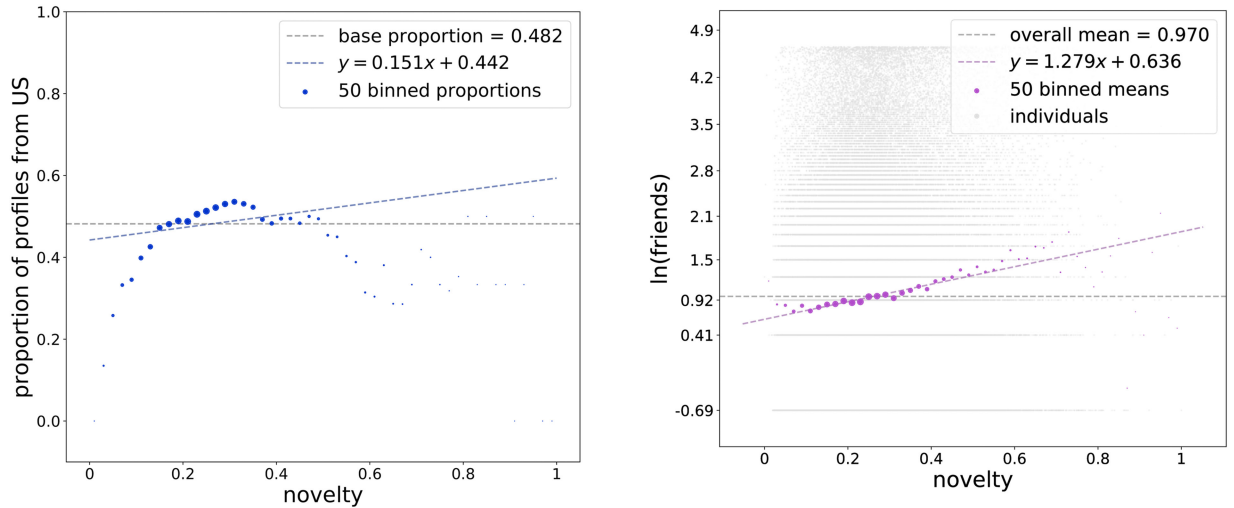 1.0
0.8
0.6
0.4
0.2
0.0
proportion of profiles from US
base proportion = 0.482
y = 0.151x + 0.442
50 binned proportions
0
0.2
0.4
0.6
0.8
1
novelty
4.9
4.2
3.5
2.8
2.1
1.5
0.92
0.41
-0.69
ln(friends)
overall mean = 0.970
y = 1.279x + 0.636
50 binned means
individuals
0
0.2
0.4
0.6
0.8
1
novelty